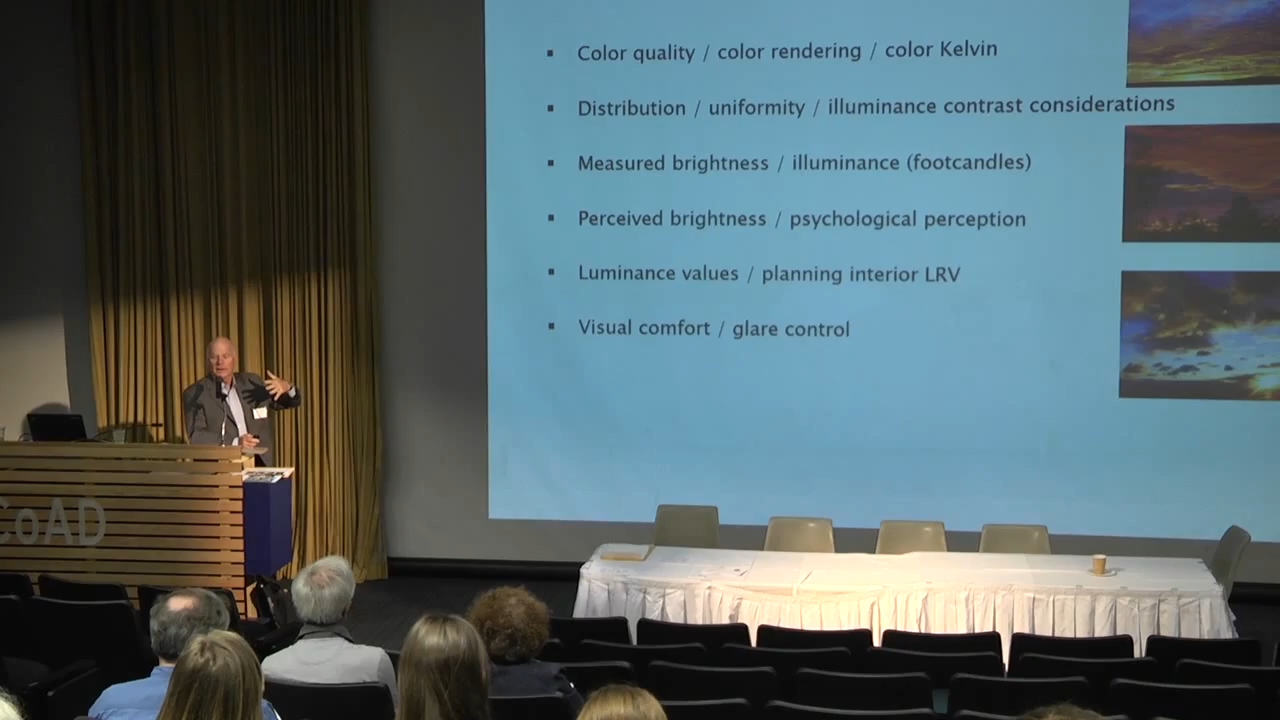 ▪ Color quality / color rendering / color Kelvin
▪ Distribution / uniformity / illuminance contrast considerations
▪ Measured brightness / illuminance (footcandles)
▪ Perceived brightness / psychological perception
▪ Luminance values / planning interior LRV
▪ Visual comfort / glare control
CoAD